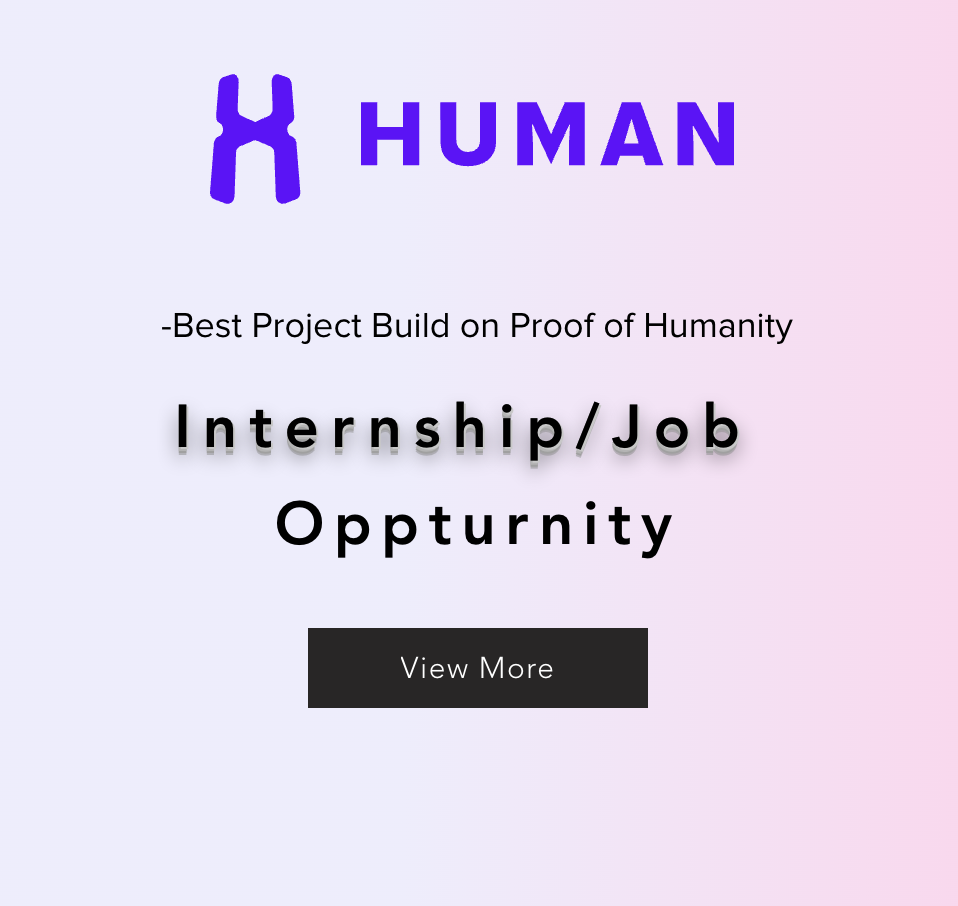 HUMAN
-Best Project Build on Proof of Humanity
Internship/Job
Oppturnity
View More